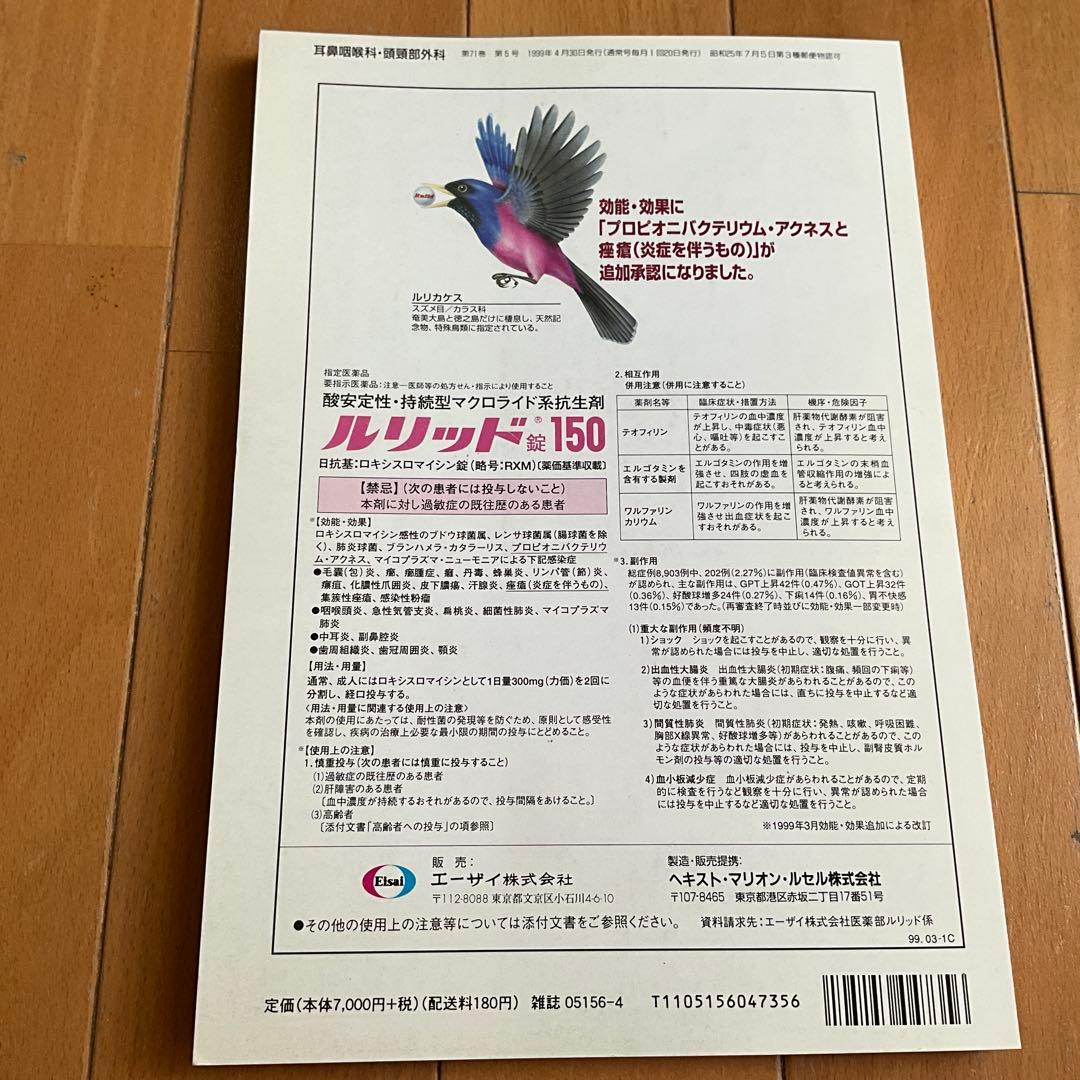 耳鼻咽喉科・頭頸部外科　第71巻　第5号　1999年4月30日発行(通常号毎月1回20日発行)　昭和25年7月5日第3種郵便物認可
Rulid
効能・効果に
「プロピオニバクテリウム・アクネスと
痤瘡(炎症を伴うもの)」が
追加承認になりました。
ルリカケス
スズメ目/カラス科
奄美大島と徳之島だけに棲息し、天然記
念物、特殊鳥類に指定されている。
指定医薬品
要指示医薬品:注意―医師等の処方せん・指示により使用すること
酸安定性・持続型マクロライド系抗生剤
ルリッド®錠150
日抗基:ロキシスロマイシン錠(略号:RXM)〔薬価基準収載〕
【禁忌】(次の患者には投与しないこと)
本剤に対し過敏症の既往歴のある患者
*【効能・効果】
ロキシスロマイシン感性のブドウ球菌属、レンサ球菌属(腸球菌を除
く)、肺炎球菌、ブランハメラ・カタラーリス、プロピオニバクテリウ
ム・アクネス、マイコプラズマ・ニューモニアによる下記感染症
●毛嚢(包)炎、癤、癤腫症、癰、丹毒、蜂巣炎、リンパ管(節)炎、
瘭疽、化膿性爪囲炎、皮下膿瘍、汗腺炎、痤瘡(炎症を伴うもの)、
集簇性痤瘡、感染性粉瘤
●咽喉頭炎、急性気管支炎、扁桃炎、細菌性肺炎、マイコプラズマ
肺炎
●中耳炎、副鼻腔炎
●歯周組織炎、歯冠周囲炎、顎炎
【用法・用量】
通常、成人にはロキシスロマイシンとして1日量300mg(力価)を2回に
分割し、経口投与する。
〈用法・用量に関連する使用上の注意〉
本剤の使用にあたっては、耐性菌の発現等を防ぐため、原則として感受性
を確認し、疾病の治療上必要な最小限の期間の投与にとどめること。
*【使用上の注意】
1.慎重投与(次の患者には慎重に投与すること)
(1)過敏症の既往歴のある患者
(2)肝障害のある患者
〔血中濃度が持続するおそれがあるので、投与間隔をあけること。〕
(3)高齢者
〔添付文書「高齢者への投与」の項参照〕
2.相互作用
併用注意(併用に注意すること)
薬剤名等　臨床症状・措置方法　機序・危険因子
テオフィリン　テオフィリンの血中濃度が上昇し、中毒症状(悪心、嘔吐等)を起こすことがある。　肝薬物代謝酵素が阻害され、テオフィリン血中濃度が上昇すると考えられる。
エルゴタミンを含有する製剤　エルゴタミンの作用を増強させ、四肢の虚血を起こすおそれがある。　エルゴタミンの末梢血管収縮作用の増強によると考えられる。
ワルファリンカリウム　ワルファリンの作用を増強させ出血症状を起こすおそれがある。　肝薬物代謝酵素が阻害され、ワルファリン血中濃度が上昇すると考えられる。
*3.副作用
総症例8,903例中、202例(2.27%)に副作用(臨床検査値異常を含む)
が認められ、主な副作用は、GPT上昇42件(0.47%)、GOT上昇32件
(0.36%)、好酸球増多24件(0.27%)、下痢14件(0.16%)、胃不快感
13件(0.15%)であった。(再審査終了時並びに効能・効果一部変更時)
(1)重大な副作用(頻度不明)
1)ショック　ショックを起こすことがあるので、観察を十分に行い、異
常が認められた場合には投与を中止し、適切な処置を行うこと。
2)出血性大腸炎　出血性大腸炎(初期症状:腹痛、頻回の下痢等)
等の血便を伴う重篤な大腸炎があらわれることがあるので、この
ような症状があらわれた場合には、直ちに投与を中止するなど適
切な処置を行うこと。
3)間質性肺炎　間質性肺炎(初期症状:発熱、咳嗽、呼吸困難、
胸部X線異常、好酸球増多等)があらわれることがあるので、この
ような症状があらわれた場合には、投与を中止し、副腎皮質ホル
モン剤の投与等の適切な処置を行うこと。
4)血小板減少症　血小板減少症があらわれることがあるので、定期
的に検査を行うなど観察を十分に行い、異常が認められた場合
には投与を中止するなど適切な処置を行うこと。
※1999年3月効能・効果追加による改訂
Eisai
販売:
エーザイ株式会社
〒112-8088 東京都文京区小石川4-6-10
製造・販売提携:
ヘキスト・マリオン・ルセル株式会社
〒107-8465　東京都港区赤坂二丁目17番51号
●その他の使用上の注意等については添付文書をご参照ください。　資料請求先:エーザイ株式会社医薬部ルリッド係
99.03-1C
定価(本体7,000円+税)(配送料180円)　雑誌 05156-4　T1105156047356